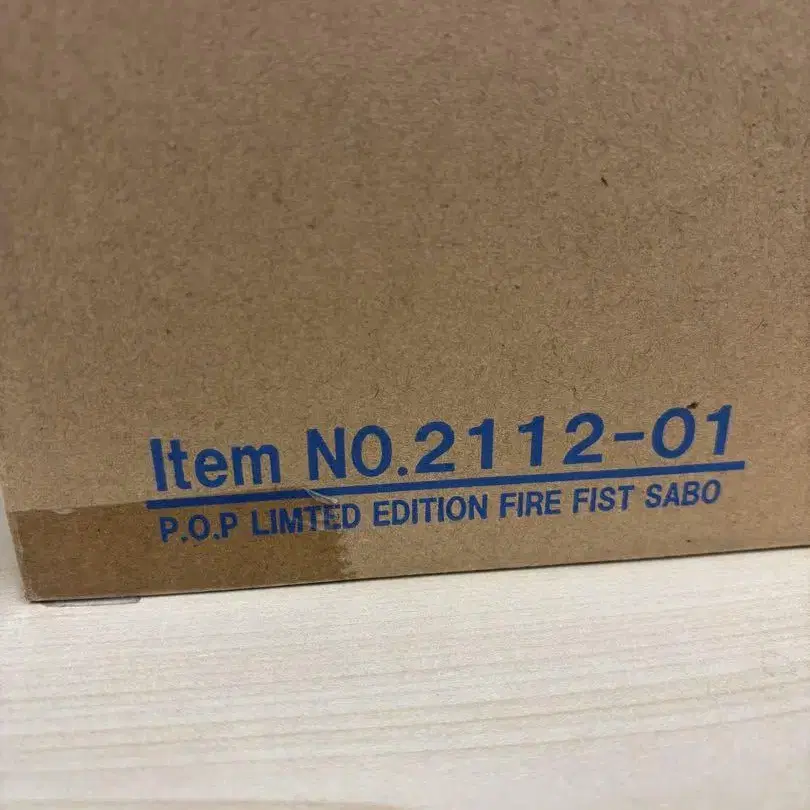 Item NO.2112-01
P.O.P LIMTED EDITION FIRE FIST SABO